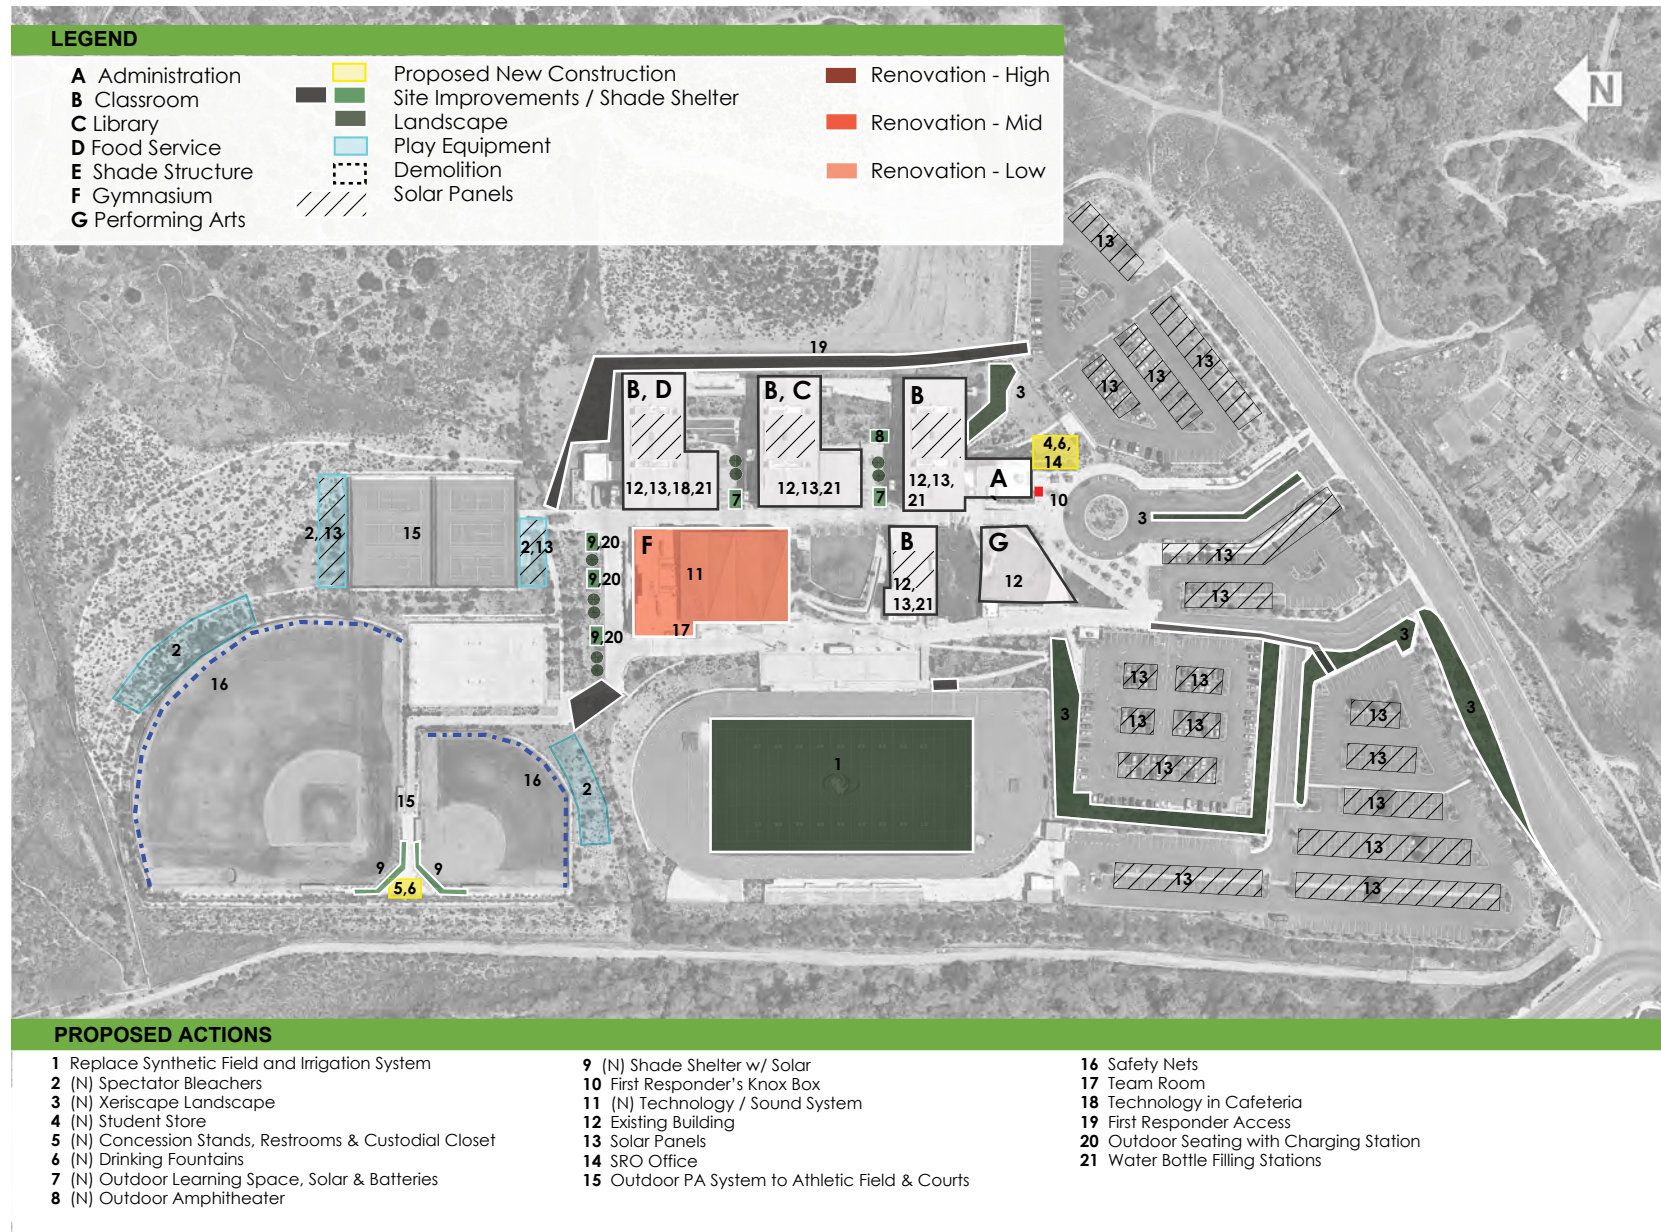 LEGEND
A Administration
B Classroom
C Library
D Food Service
E Shade Structure
F Gymnasium
G Performing Arts
Proposed New Construction
Site Improvements / Shade Shelter
Landscape
Play Equipment
Demolition
Solar Panels
Renovation - High
Renovation - Mid
Renovation - Low
N
13
19
13
13
13
13
B, D
B, C
B
3
8
4,6,
14
A
12,13,18,21
7
12,13,21
7
12,13,
21
10
3
2,13
15
2,13
9,20
9,20
9,20
F
11
17
B
12,
13,21
G
12
13
13
2
16
3
13
13
13
13
13
3
3
3
13
13
13
13
13
13
1
16
2
15
9
9
5,6
PROPOSED ACTIONS
1 Replace Synthetic Field and Irrigation System
2 (N) Spectator Bleachers
3 (N) Xeriscape Landscape
4 (N) Student Store
5 (N) Concession Stands, Restrooms & Custodial Closet
6 (N) Drinking Fountains
7 (N) Outdoor Learning Space, Solar & Batteries
8 (N) Outdoor Amphitheater
9 (N) Shade Shelter w/ Solar
10 First Responder's Knox Box
11 (N) Technology / Sound System
12 Existing Building
13 Solar Panels
14 SRO Office
15 Outdoor PA System to Athletic Field & Courts
16 Safety Nets
17 Team Room
18 Technology in Cafeteria
19 First Responder Access
20 Outdoor Seating with Charging Station
21 Water Bottle Filling Stations